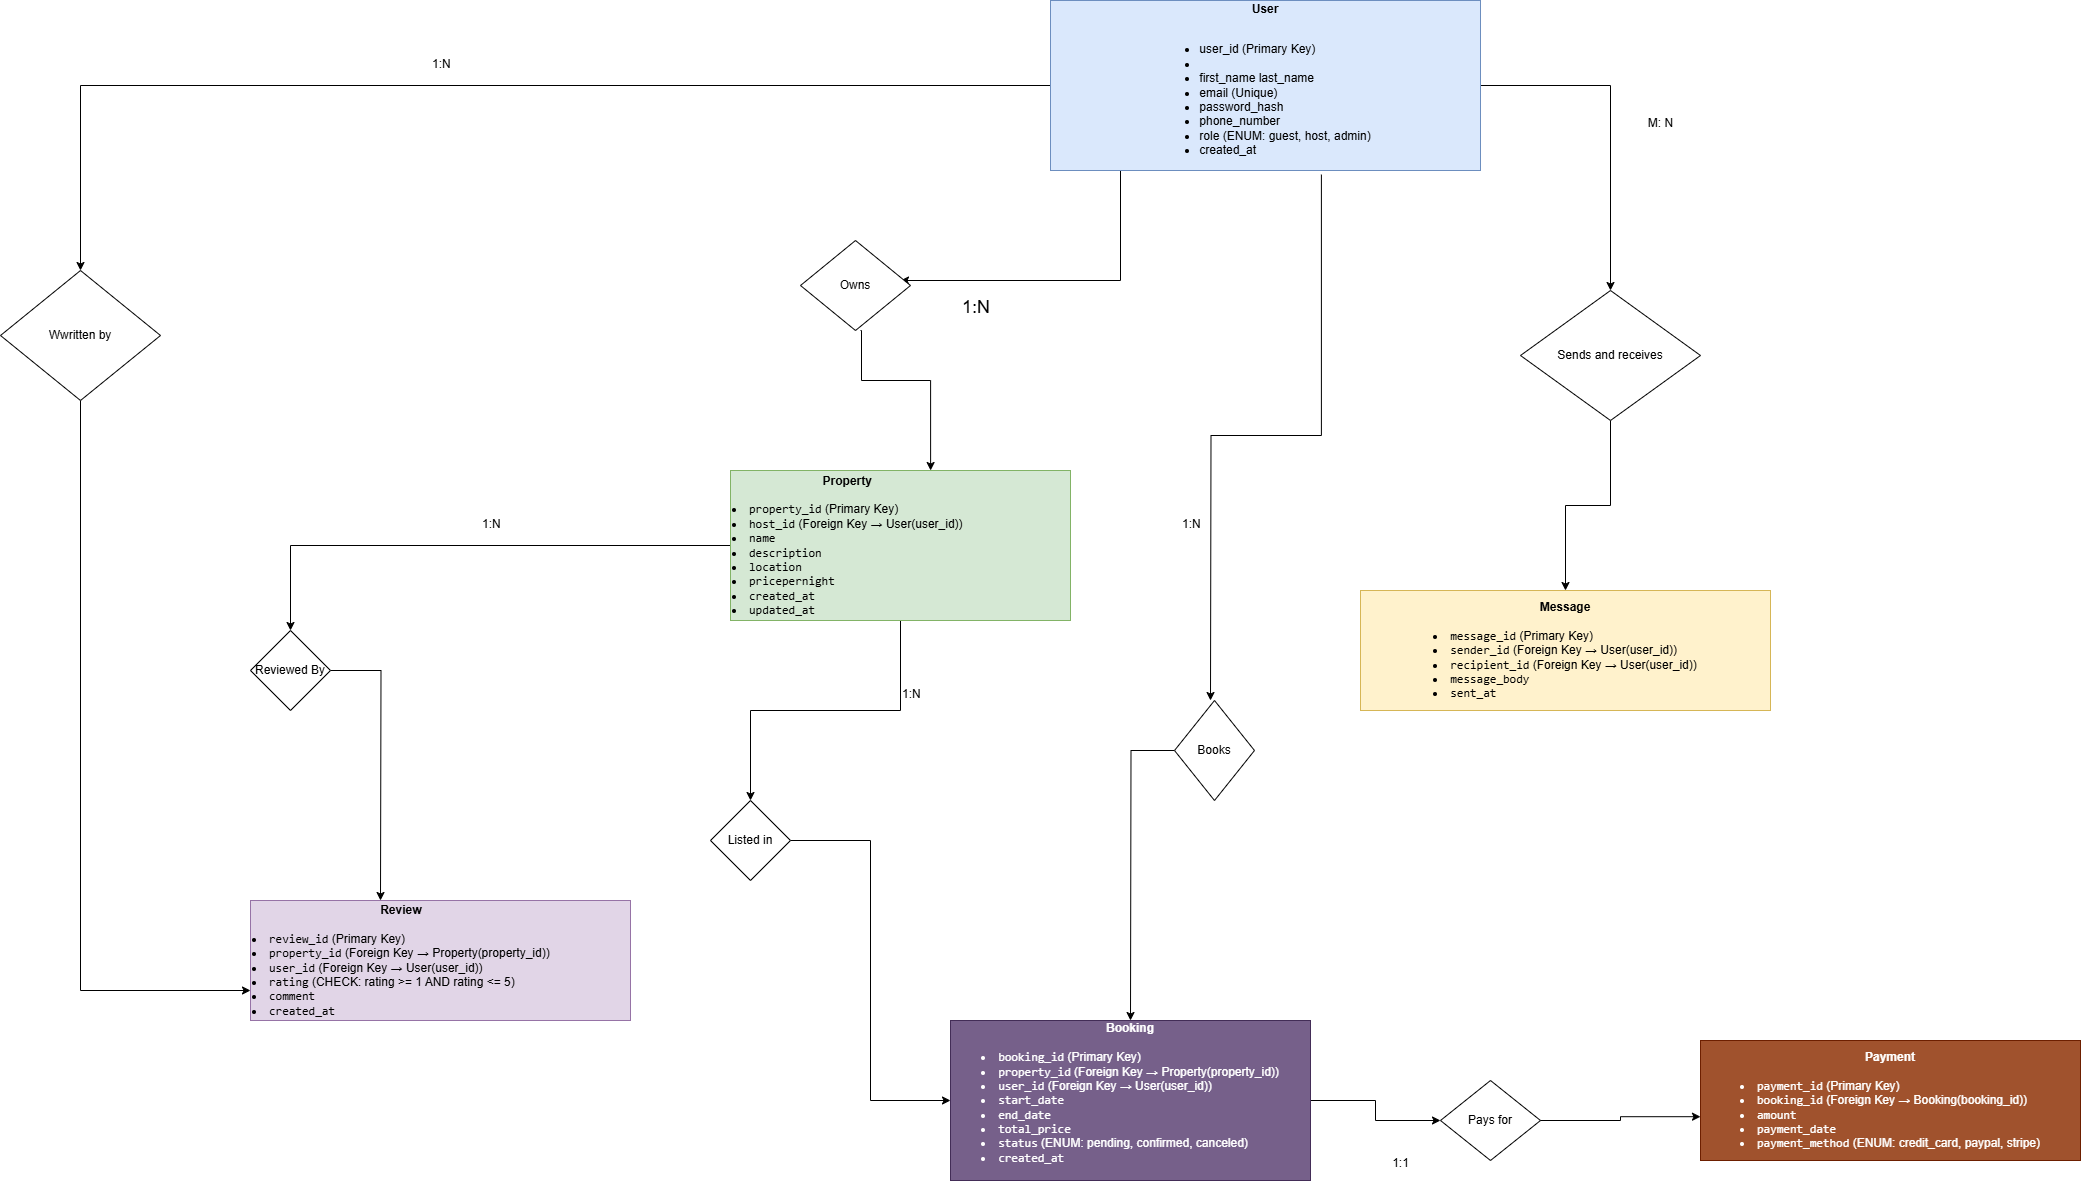 User
user_id (Primary Key)
first_name last_name
email (Unique)
password_hash
phone_number
role (ENUM: guest, host, admin)
created_at
1:N
M: N
Owns
1:N
Wwritten by
Sends and receives
Property
property_id (Primary Key)
host_id (Foreign Key → User(user_id))
name
description
location
pricepernight
created_at
updated_at
1:N
1:N
Message
message_id (Primary Key)
sender_id (Foreign Key → User(user_id))
recipient_id (Foreign Key → User(user_id))
message_body
sent_at
Reviewed By
1:N
Books
Listed in
Review
review_id (Primary Key)
property_id (Foreign Key → Property(property_id))
user_id (Foreign Key → User(user_id))
rating (CHECK: rating >= 1 AND rating <= 5)
comment
created_at
Booking
booking_id (Primary Key)
property_id (Foreign Key → Property(property_id))
user_id (Foreign Key → User(user_id))
start_date
end_date
total_price
status (ENUM: pending, confirmed, canceled)
created_at
Pays for
1:1
Payment
payment_id (Primary Key)
booking_id (Foreign Key → Booking(booking_id))
amount
payment_date
payment_method (ENUM: credit_card, paypal, stripe)